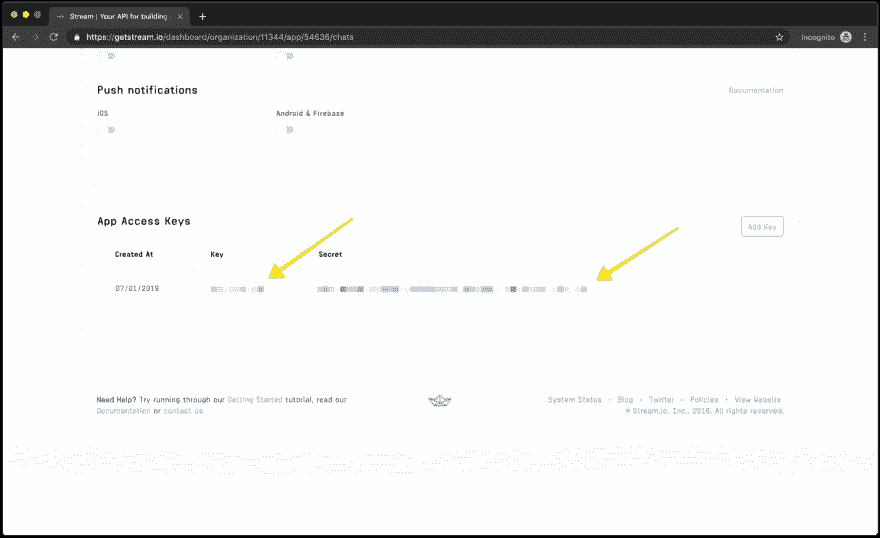 Stream | Your API for building
https://getstream.io/dashboard/organization/11344/app/54636/chats
Incognito
Push notifications
Documentation
iOS
Android & Firebase
App Access Keys
Add Key
Created At
Key
Secret
07/01/2019
Need Help? Try running through our Getting Started tutorial, read our
Documentation or contact us
System Status • Blog • Twitter • Policies • View Website
© Stream.io, Inc., 2018. All rights reserved.